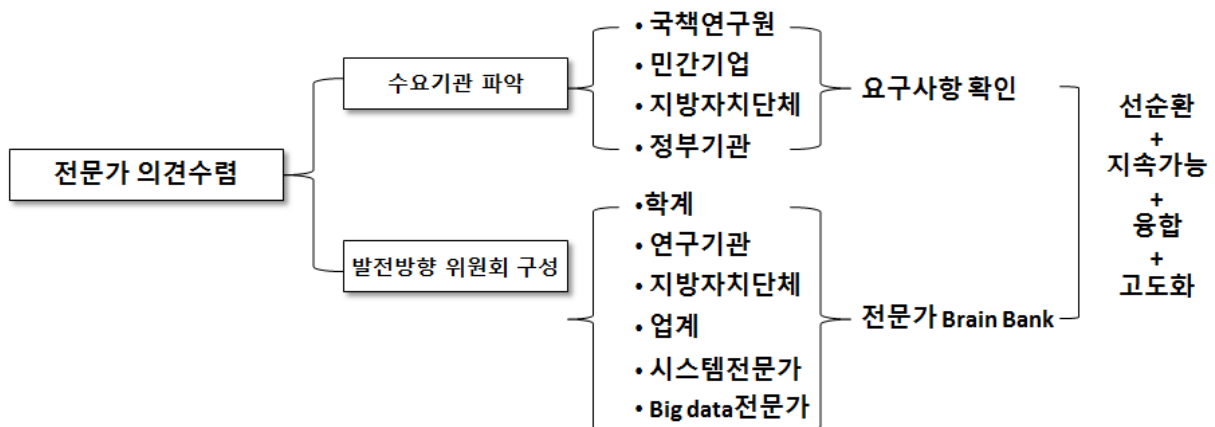 전문가 의견수렴
수요기관 파악
• 국책연구원
• 민간기업
• 지방자치단체
• 정부기관
요구사항 확인
발전방향 위원회 구성
•학계
• 연구기관
• 지방자치단체
• 업계
• 시스템전문가
• Big data전문가
전문가 Brain Bank
선순환
+
지속가능
+
융합
+
고도화